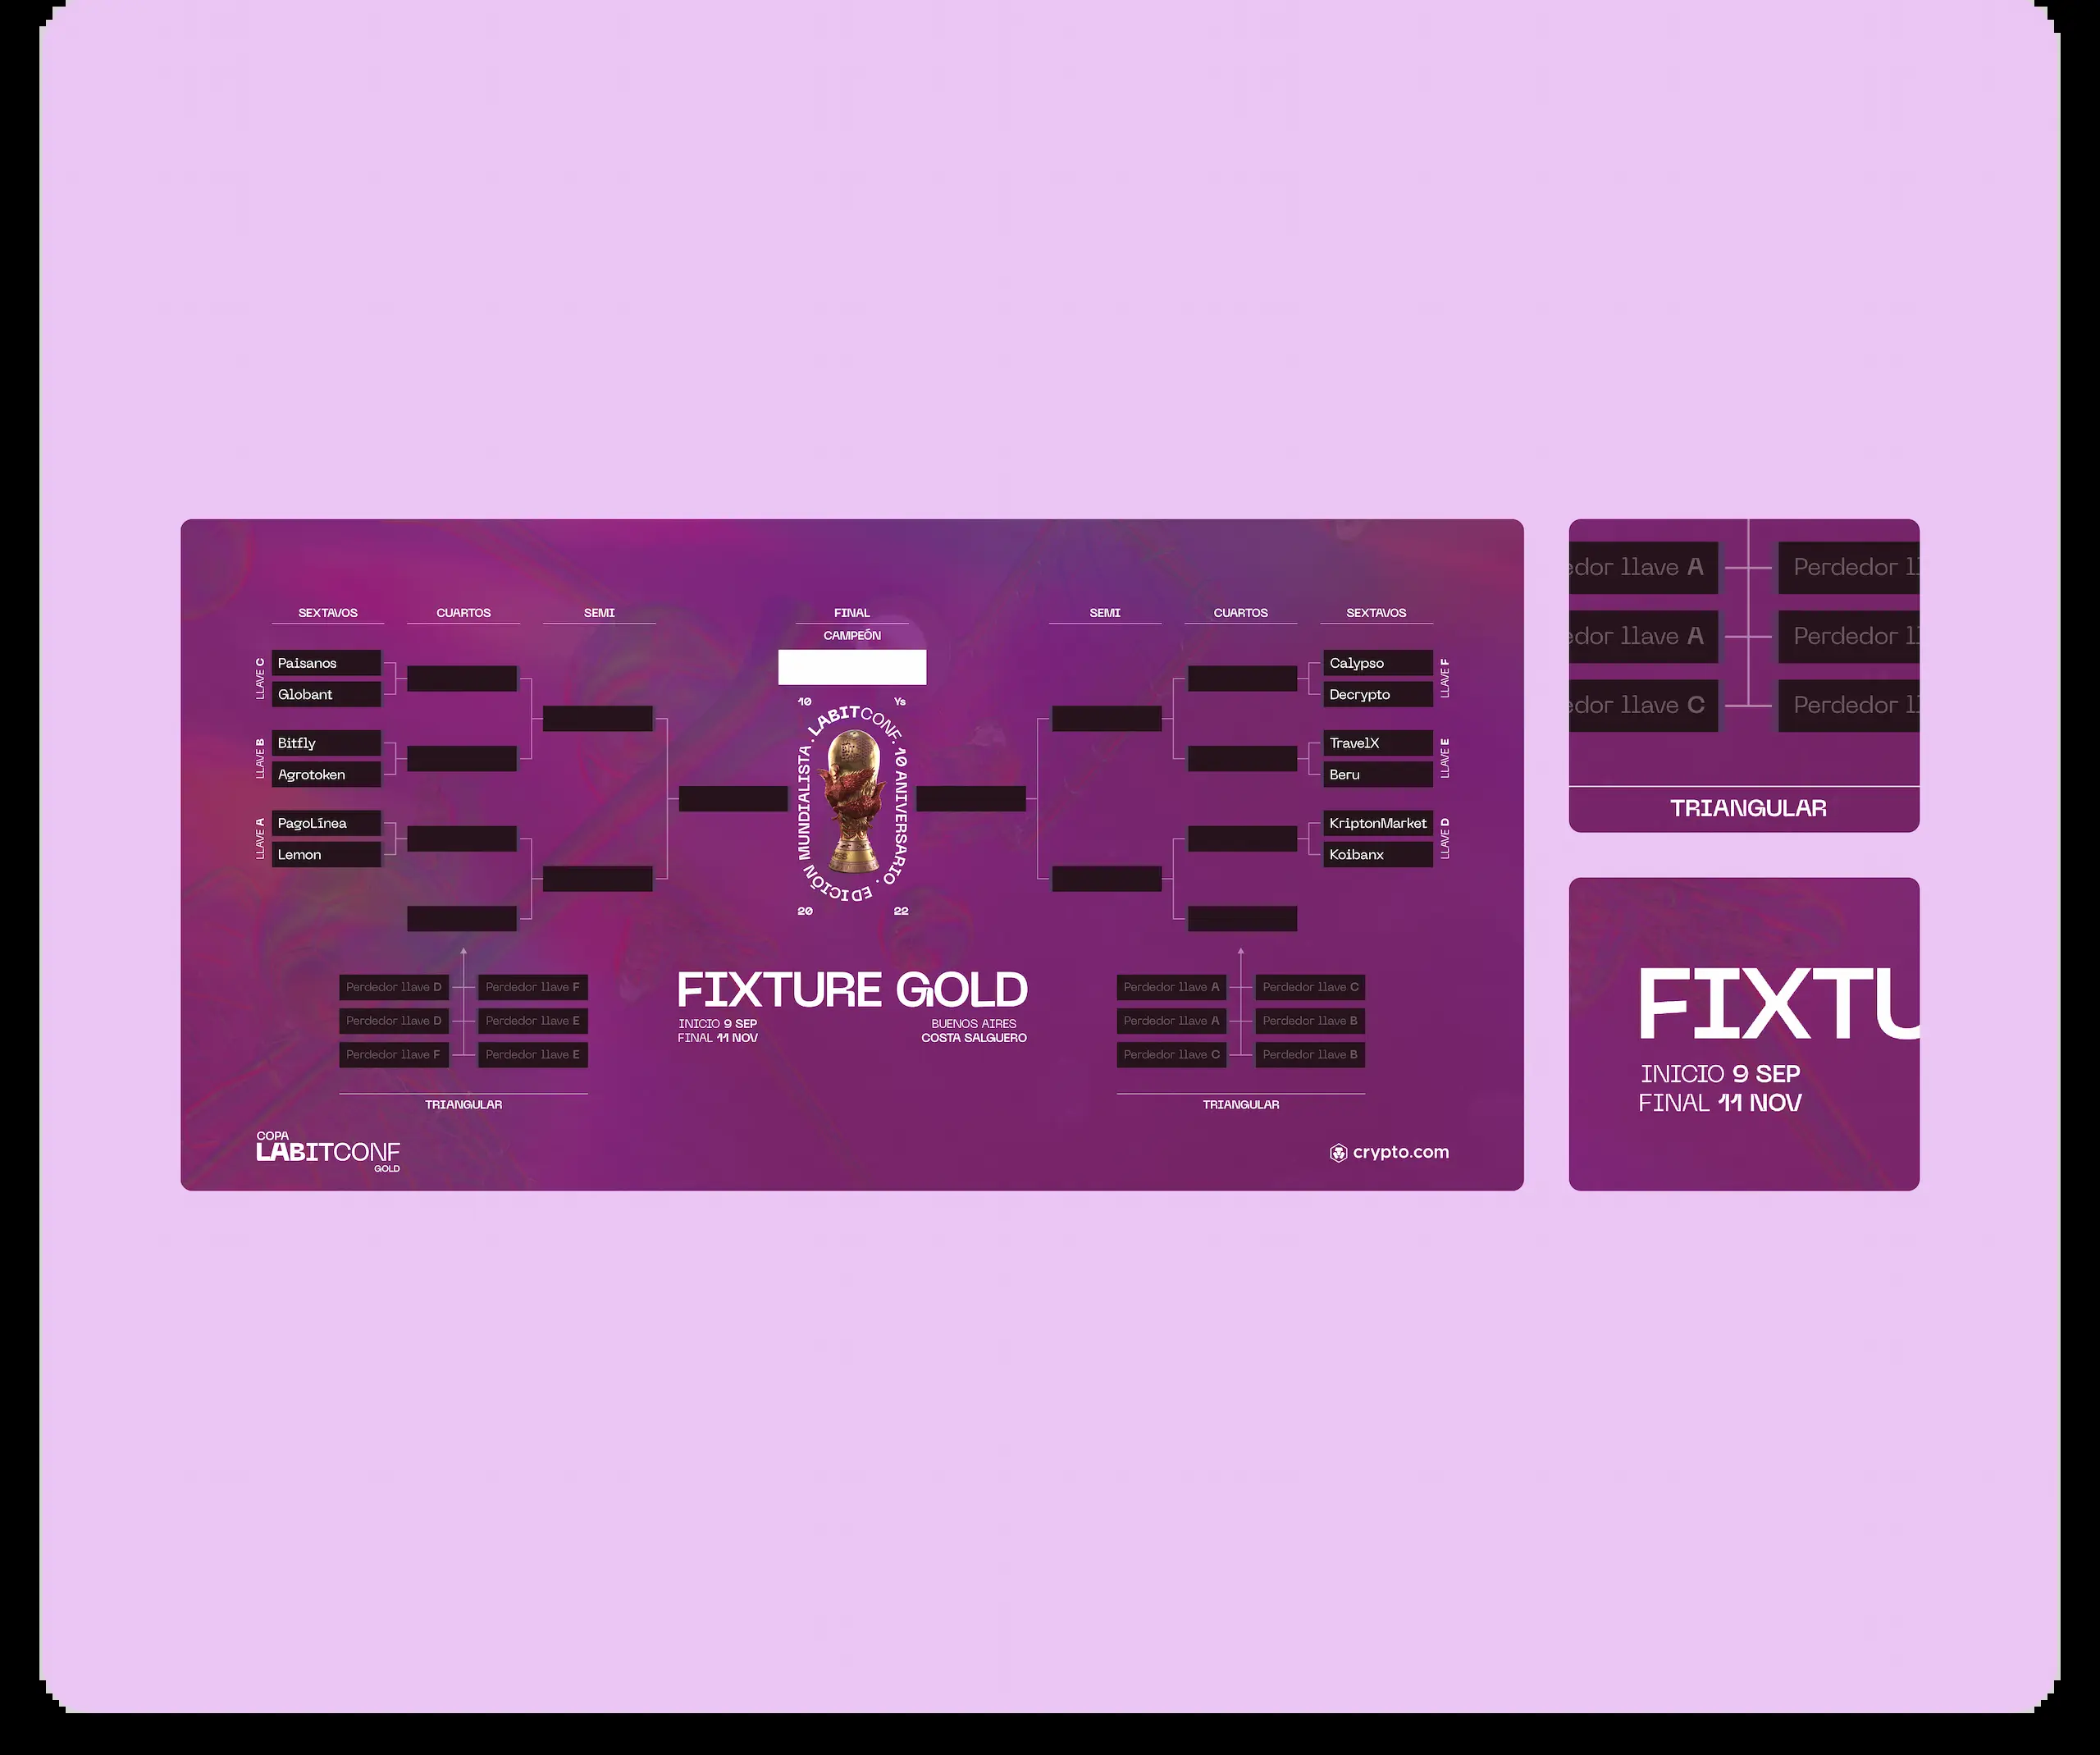 SEXTAVOS
CUARTOS
SEMI
FINAL
SEMI
CUARTOS
SEXTAVOS
CAMPEÓN
LLAVE C
Paisanos
Globant
LLAVE B
Bitfly
Agrotoken
LLAVE A
PagoLínea
Lemon
10 Ys
LABITCONF. 10 ANIVERSARIO . EDICIÓN MUNDIALISTA .
20 22
Calypso
Decrypto
LLAVE F
TravelX
Beru
LLAVE E
KriptonMarket
Koibanx
LLAVE D
Perdedor llave D
Perdedor llave F
Perdedor llave D
Perdedor llave E
Perdedor llave F
Perdedor llave E
TRIANGULAR
FIXTURE GOLD
INICIO 9 SEP
FINAL 11 NOV
BUENOS AIRES
COSTA SALGUERO
Perdedor llave A
Perdedor llave C
Perdedor llave A
Perdedor llave B
Perdedor llave C
Perdedor llave B
TRIANGULAR
COPA
LABITCONF
GOLD
crypto.com
edor llave A
Perdedor ll
edor llave A
Perdedor ll
edor llave C
Perdedor ll
TRIANGULAR
FIXTU
INICIO 9 SEP
FINAL 11 NOV